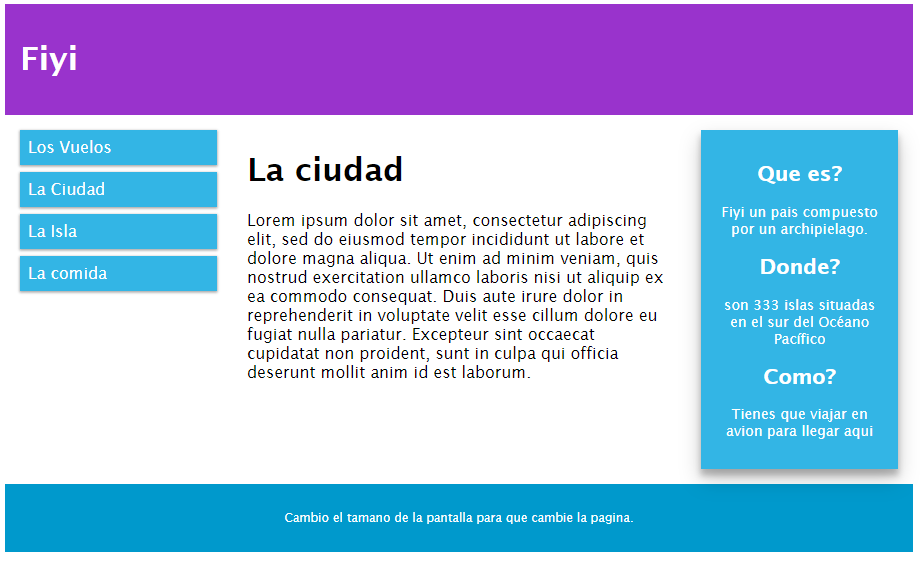 Fiyi
Los Vuelos
La Ciudad
La Isla
La comida
La ciudad
Lorem ipsum dolor sit amet, consectetur adipiscing
elit, sed do eiusmod tempor incididunt ut labore et
dolore magna aliqua. Ut enim ad minim veniam, quis
nostrud exercitation ullamco laboris nisi ut aliquip ex
ea commodo consequat. Duis aute irure dolor in
reprehenderit in voluptate velit esse cillum dolore eu
fugiat nulla pariatur. Excepteur sint occaecat
cupidatat non proident, sunt in culpa qui officia
deserunt mollit anim id est laborum.
Que es?
Fiyi un pais compuesto
por un archipielago.
Donde?
son 333 islas situadas
en el sur del Océano
Pacífico
Como?
Tienes que viajar en
avion para llegar aqui
Cambio el tamano de la pantalla para que cambie la pagina.